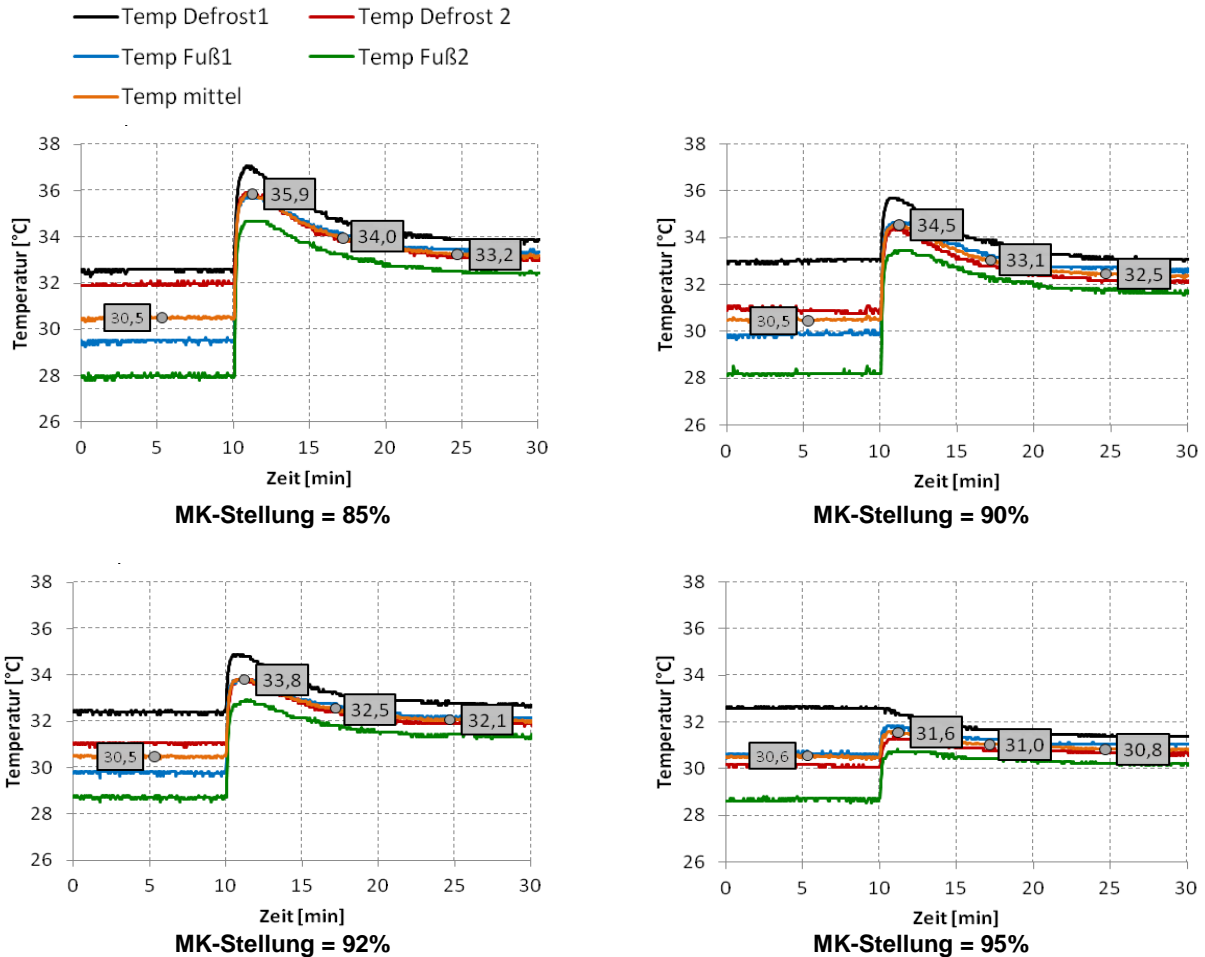 Temp Defrost1
Temp Defrost 2
Temp Fuß1
Temp Fuß2
Temp mittel
38
36
34
32
30
28
26
Temperatur [°C]
30,5
35,9
34,0
33,2
0 5 10 15 20 25 30
Zeit [min]
MK-Stellung = 85%
38
36
34
32
30
28
26
Temperatur [°C]
30,5
34,5
33,1
32,5
0 5 10 15 20 25 30
Zeit [min]
MK-Stellung = 90%
38
36
34
32
30
28
26
Temperatur [°C]
30,5
33,8
32,5
32,1
0 5 10 15 20 25 30
Zeit [min]
MK-Stellung = 92%
38
36
34
32
30
28
26
Temperatur [°C]
30,6
31,6
31,0
30,8
0 5 10 15 20 25 30
Zeit [min]
MK-Stellung = 95%